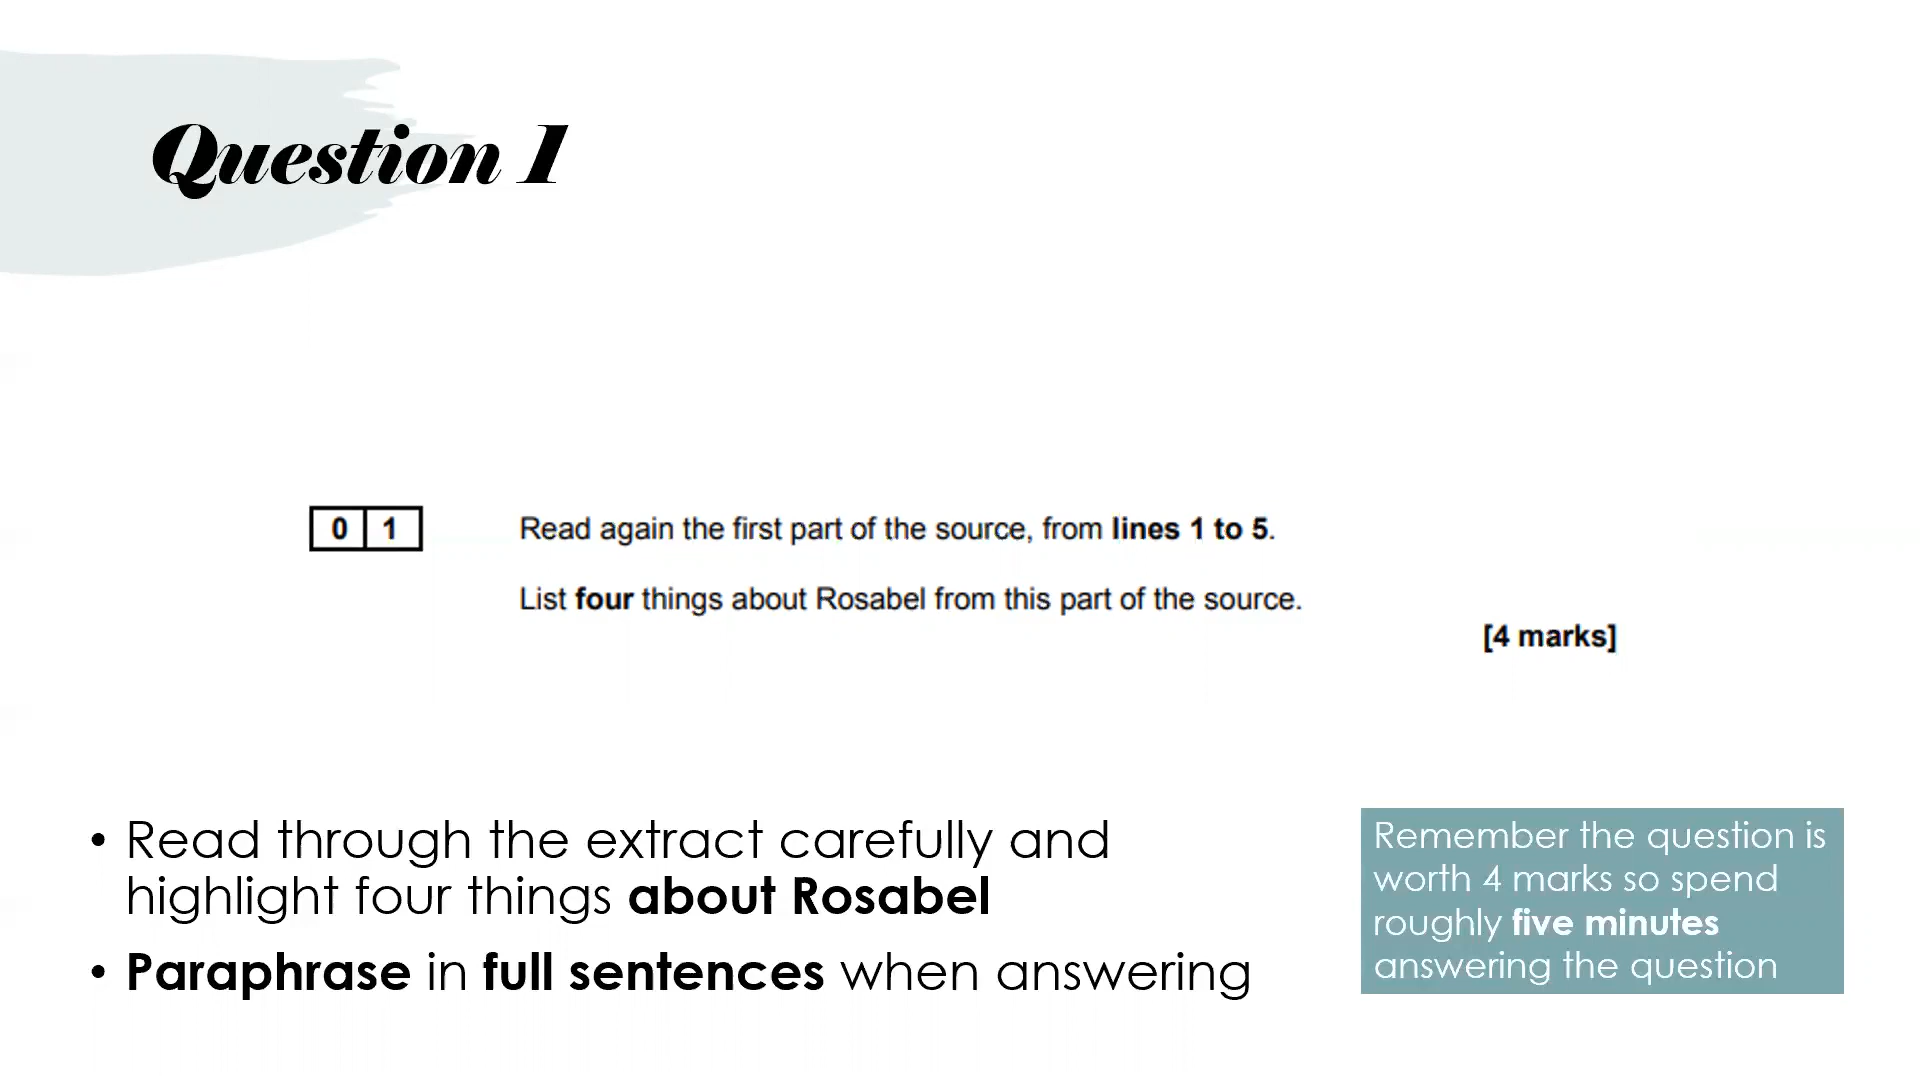 Question 1
0 1
Read again the first part of the source, from lines 1 to 5.
List four things about Rosabel from this part of the source.
[4 marks]
• Read through the extract carefully and
highlight four things about Rosabel
• Paraphrase in full sentences when answering
Remember the question is
worth 4 marks so spend
roughly five minutes
answering the question